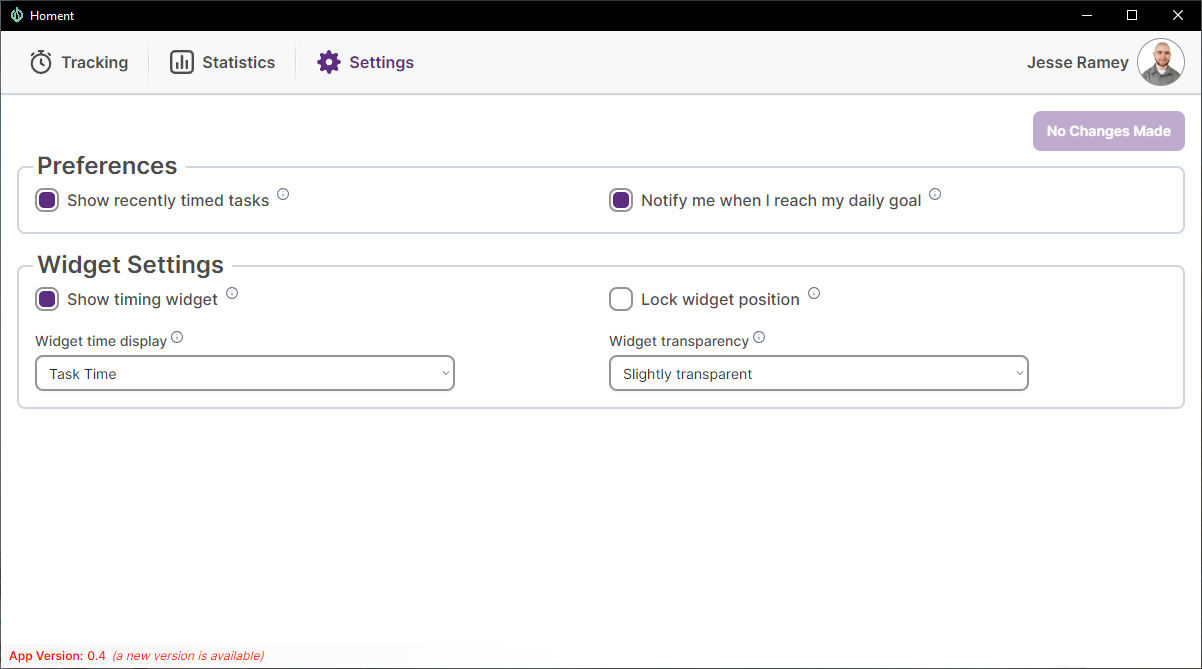 Homent
Tracking
Statistics
Settings
Jesse Ramey
No Changes Made
Preferences
Show recently timed tasks
Notify me when I reach my daily goal
Widget Settings
Show timing widget
Lock widget position
Widget time display
Widget transparency
Task Time
Slightly transparent
App Version: 0.4 (a new version is available)